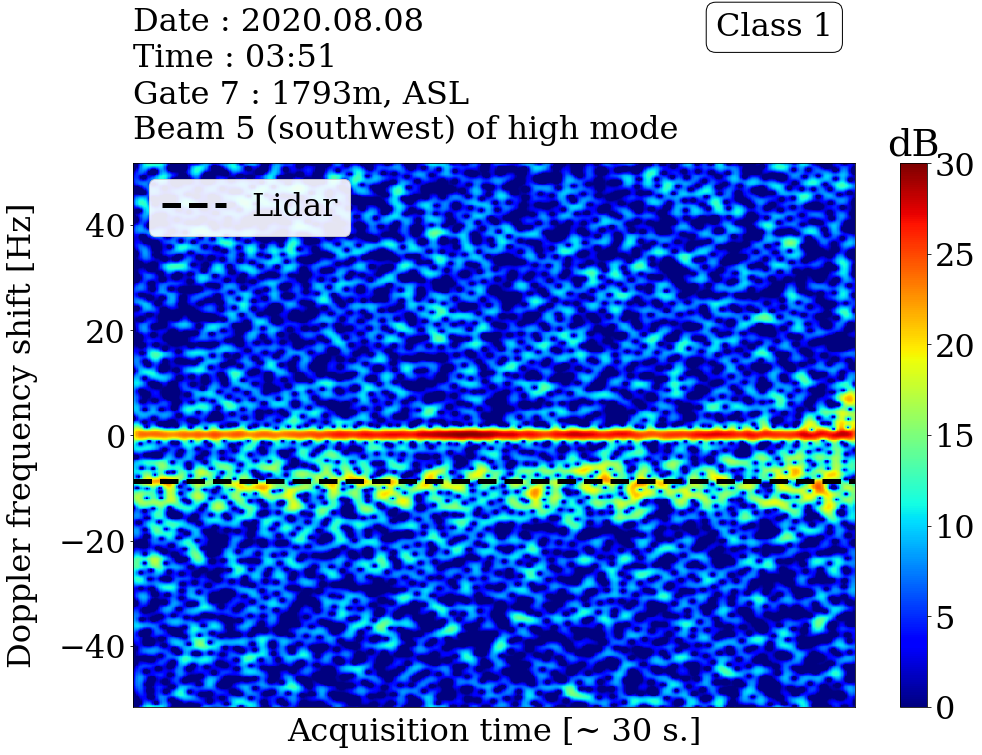 Date : 2020.08.08
Time : 03:51
Gate 7 : 1793m, ASL
Beam 5 (southwest) of high mode
Class 1
dB
Lidar
Doppler frequency shift [Hz]
40
20
0
−20
−40
30
25
20
15
10
5
0
Acquisition time [~ 30 s.]